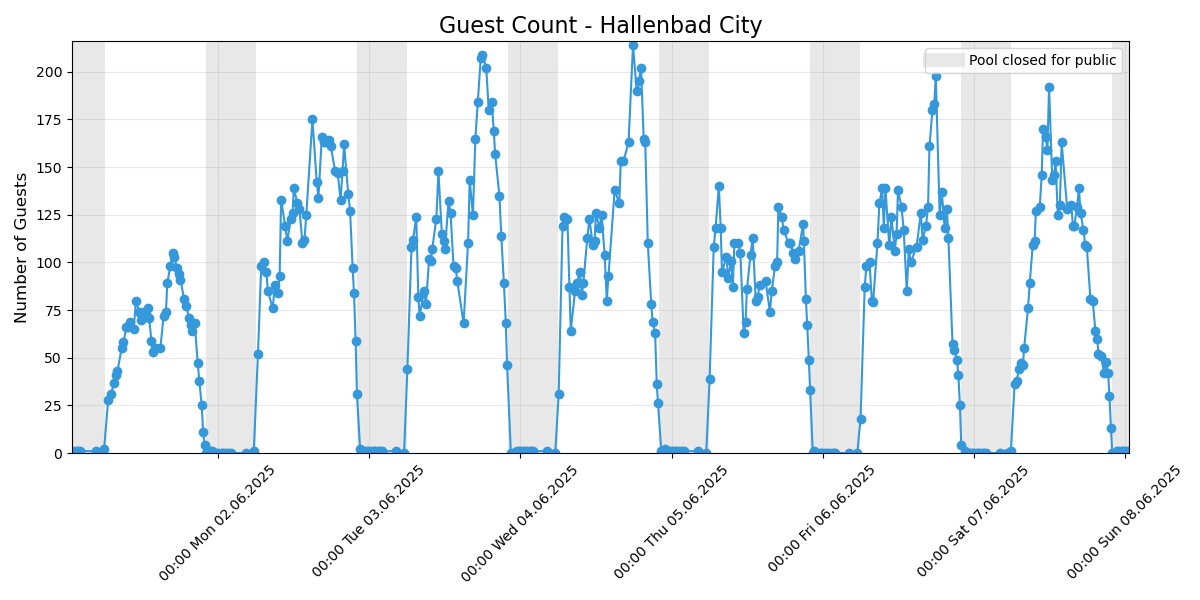 Guest Count - Hallenbad City
Pool closed for public
Number of Guests
200
175
150
125
100
75
50
25
0
00:00 Mon 02.06.2025
00:00 Tue 03.06.2025
00:00 Wed 04.06.2025
00:00 Thu 05.06.2025
00:00 Fri 06.06.2025
00:00 Sat 07.06.2025
00:00 Sun 08.06.2025